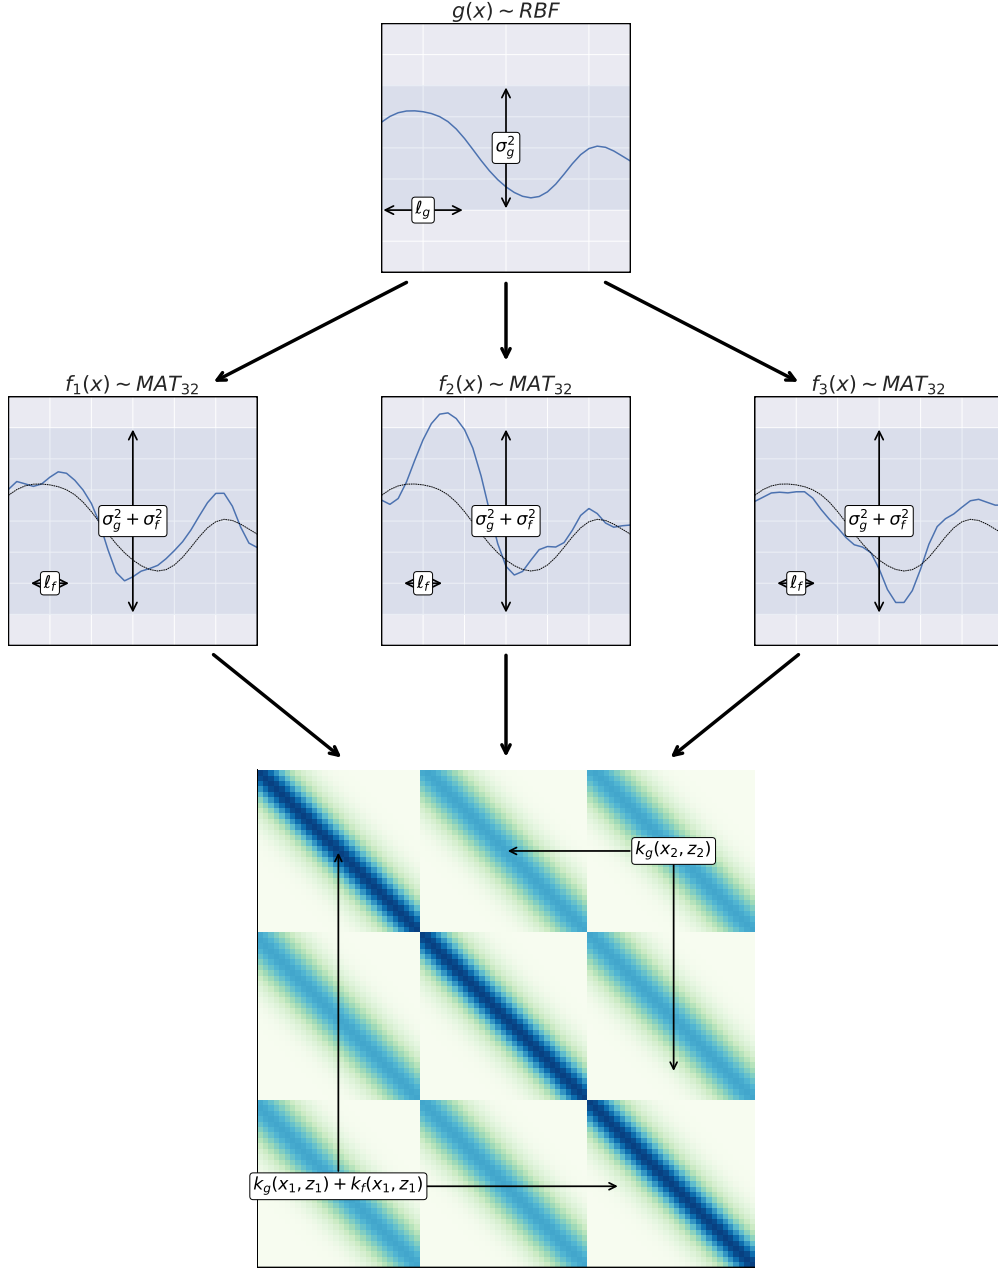 g(x) ~ RBF
σ_g^2
ℓ_g
f_1(x) ~ MAT_32
f_2(x) ~ MAT_32
f_3(x) ~ MAT_32
σ_g^2 + σ_f^2
σ_g^2 + σ_f^2
σ_g^2 + σ_f^2
ℓ_f
ℓ_f
ℓ_f
k_g(x_2, z_2)
k_g(x_1, z_1) + k_f(x_1, z_1)